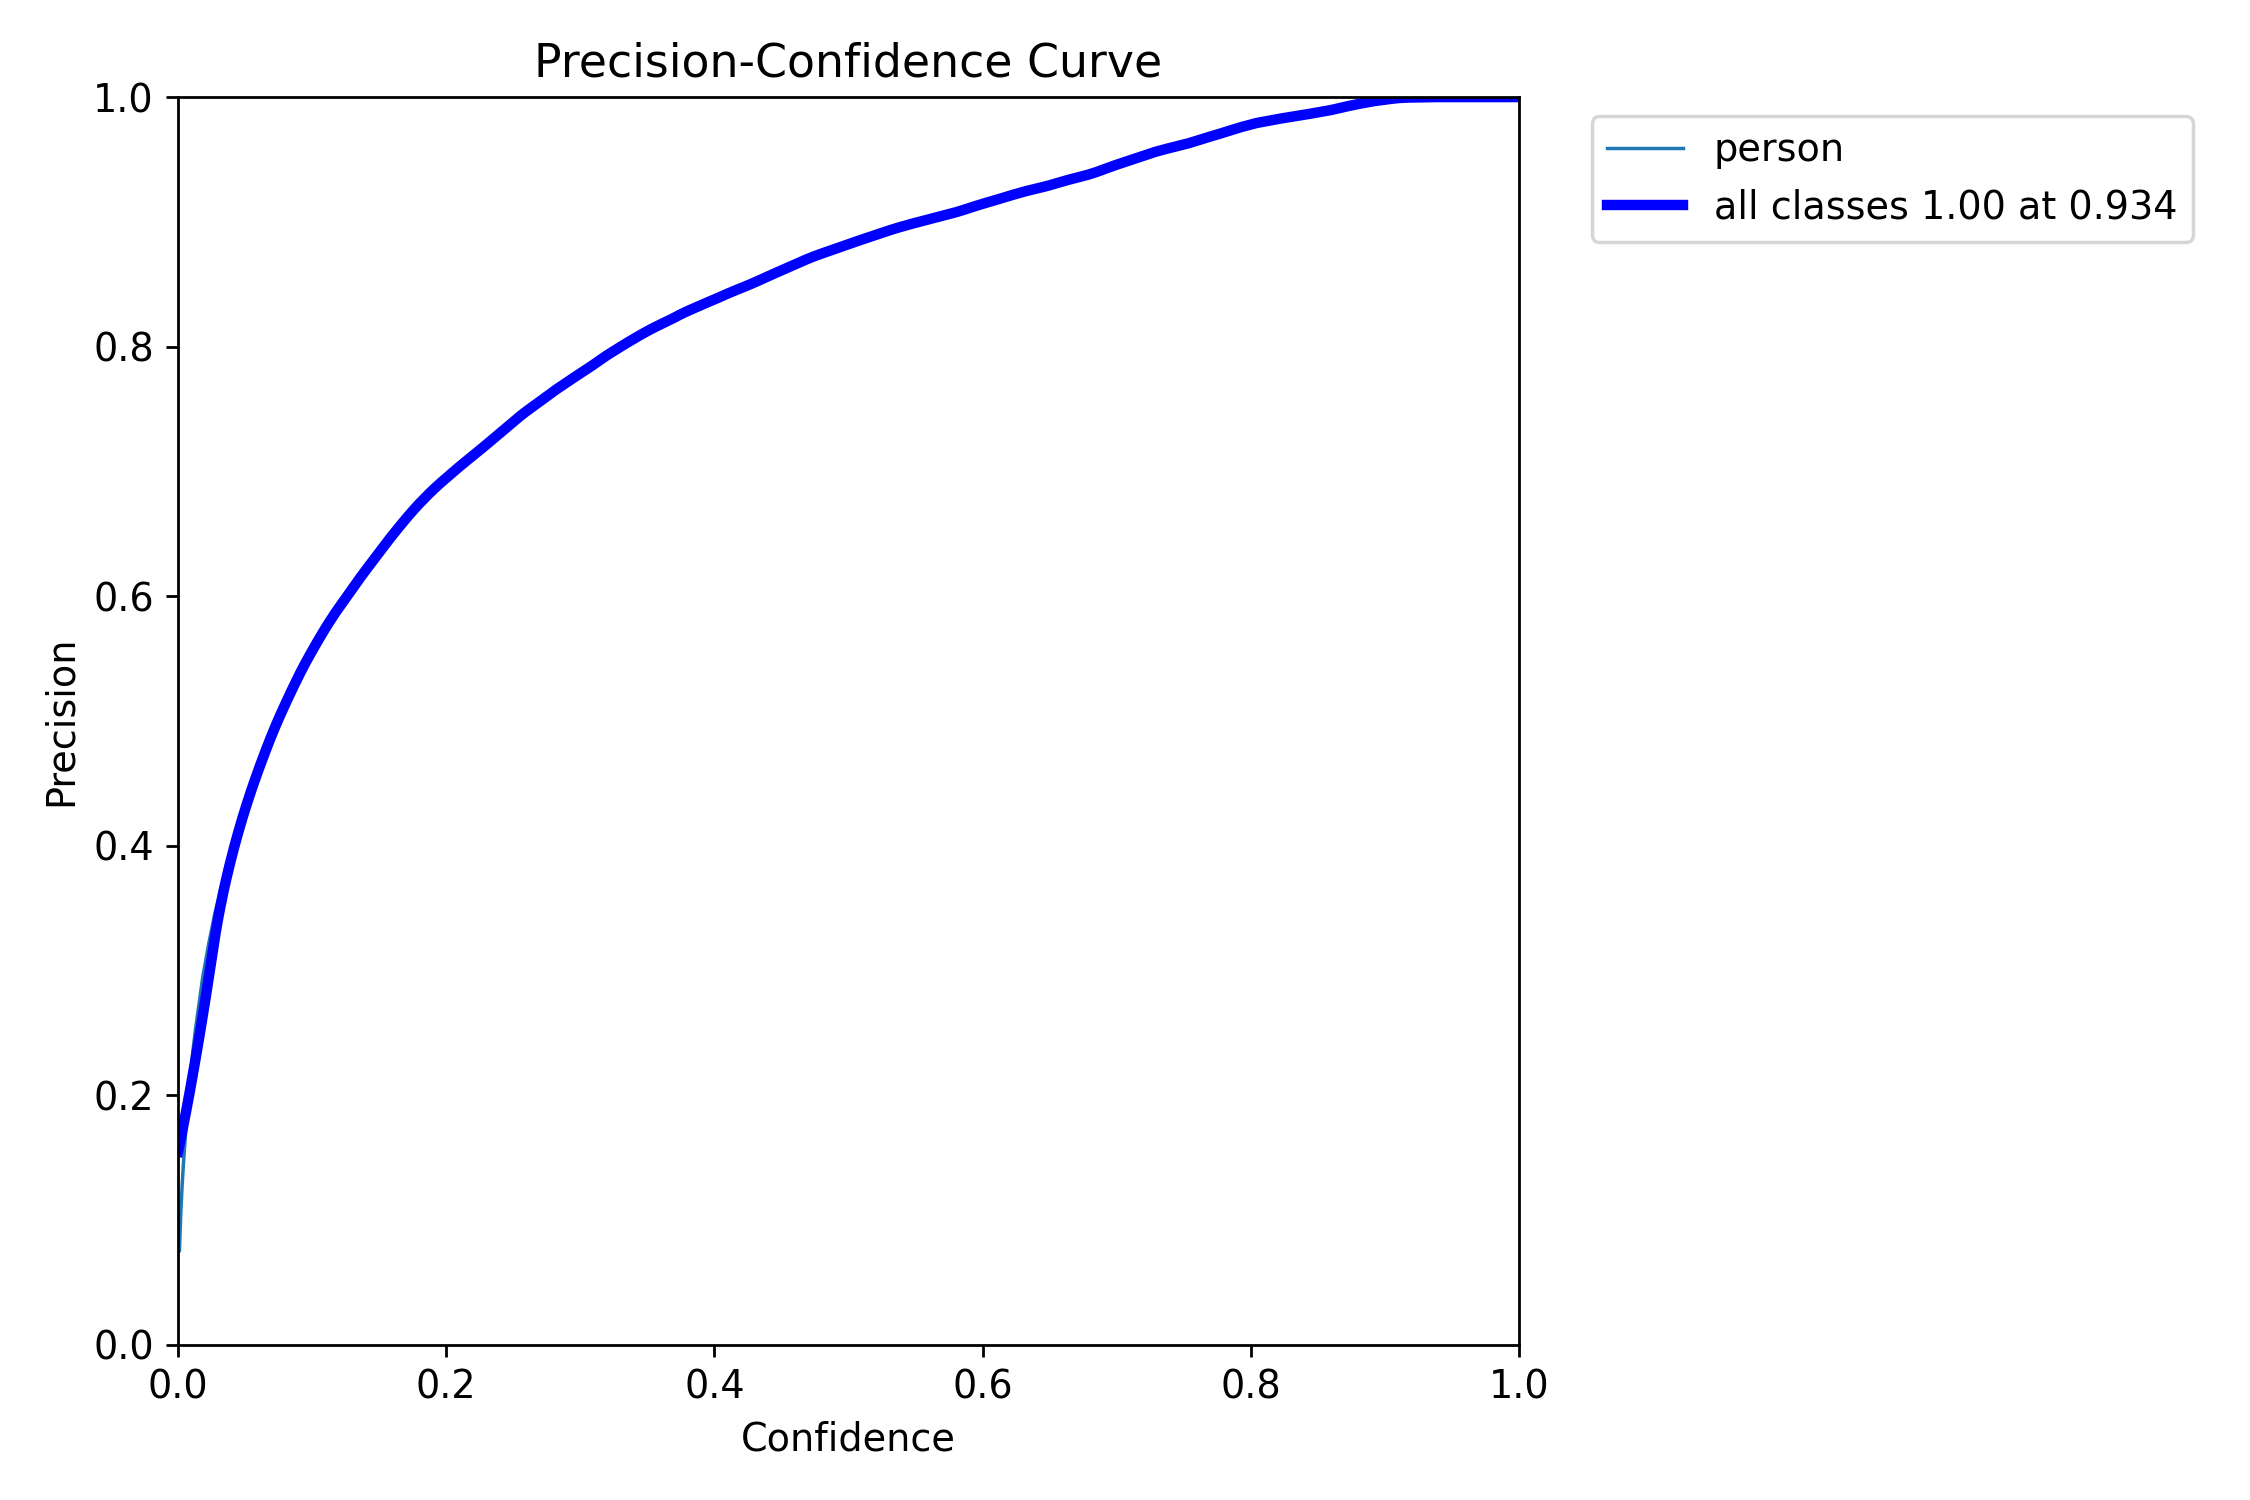 Precision-Confidence Curve
1.0
0.8
0.6
0.4
0.2
0.0
Precision
0.0 0.2 0.4 0.6 0.8 1.0
Confidence
person
all classes 1.00 at 0.934